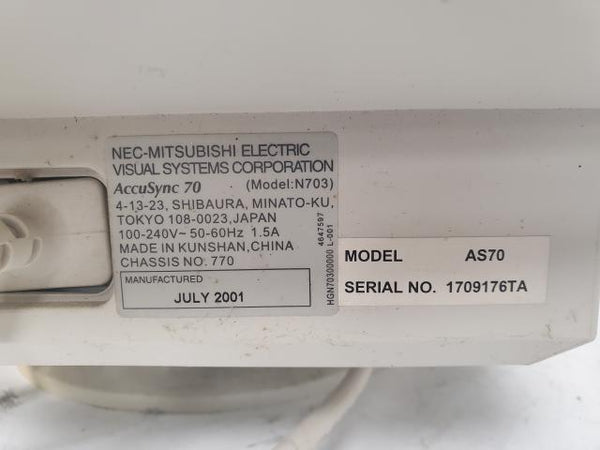 NEC-MITSUBISHI ELECTRIC
VISUAL SYSTEMS CORPORATION
AccuSync 70 (Model:N703)
4-13-23, SHIBAURA, MINATO-KU,
TOKYO 108-0023,JAPAN
100-240V~ 50-60Hz 1.5A
MADE IN KUNSHAN,CHINA
CHASSIS NO. 770
MANUFACTURED
JULY 2001
HGN70300000 L-001
4647597
MODEL AS70
SERIAL NO. 1709176TA